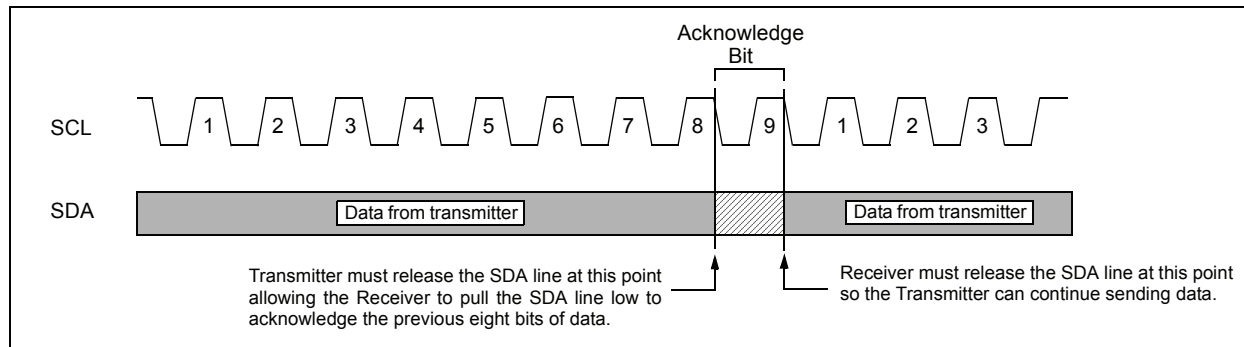 Acknowledge
Bit
SCL
1 2 3 4 5 6 7 8 9 1 2 3
SDA
Data from transmitter
Data from transmitter
Transmitter must release the SDA line at this point
allowing the Receiver to pull the SDA line low to
acknowledge the previous eight bits of data.
Receiver must release the SDA line at this point
so the Transmitter can continue sending data.